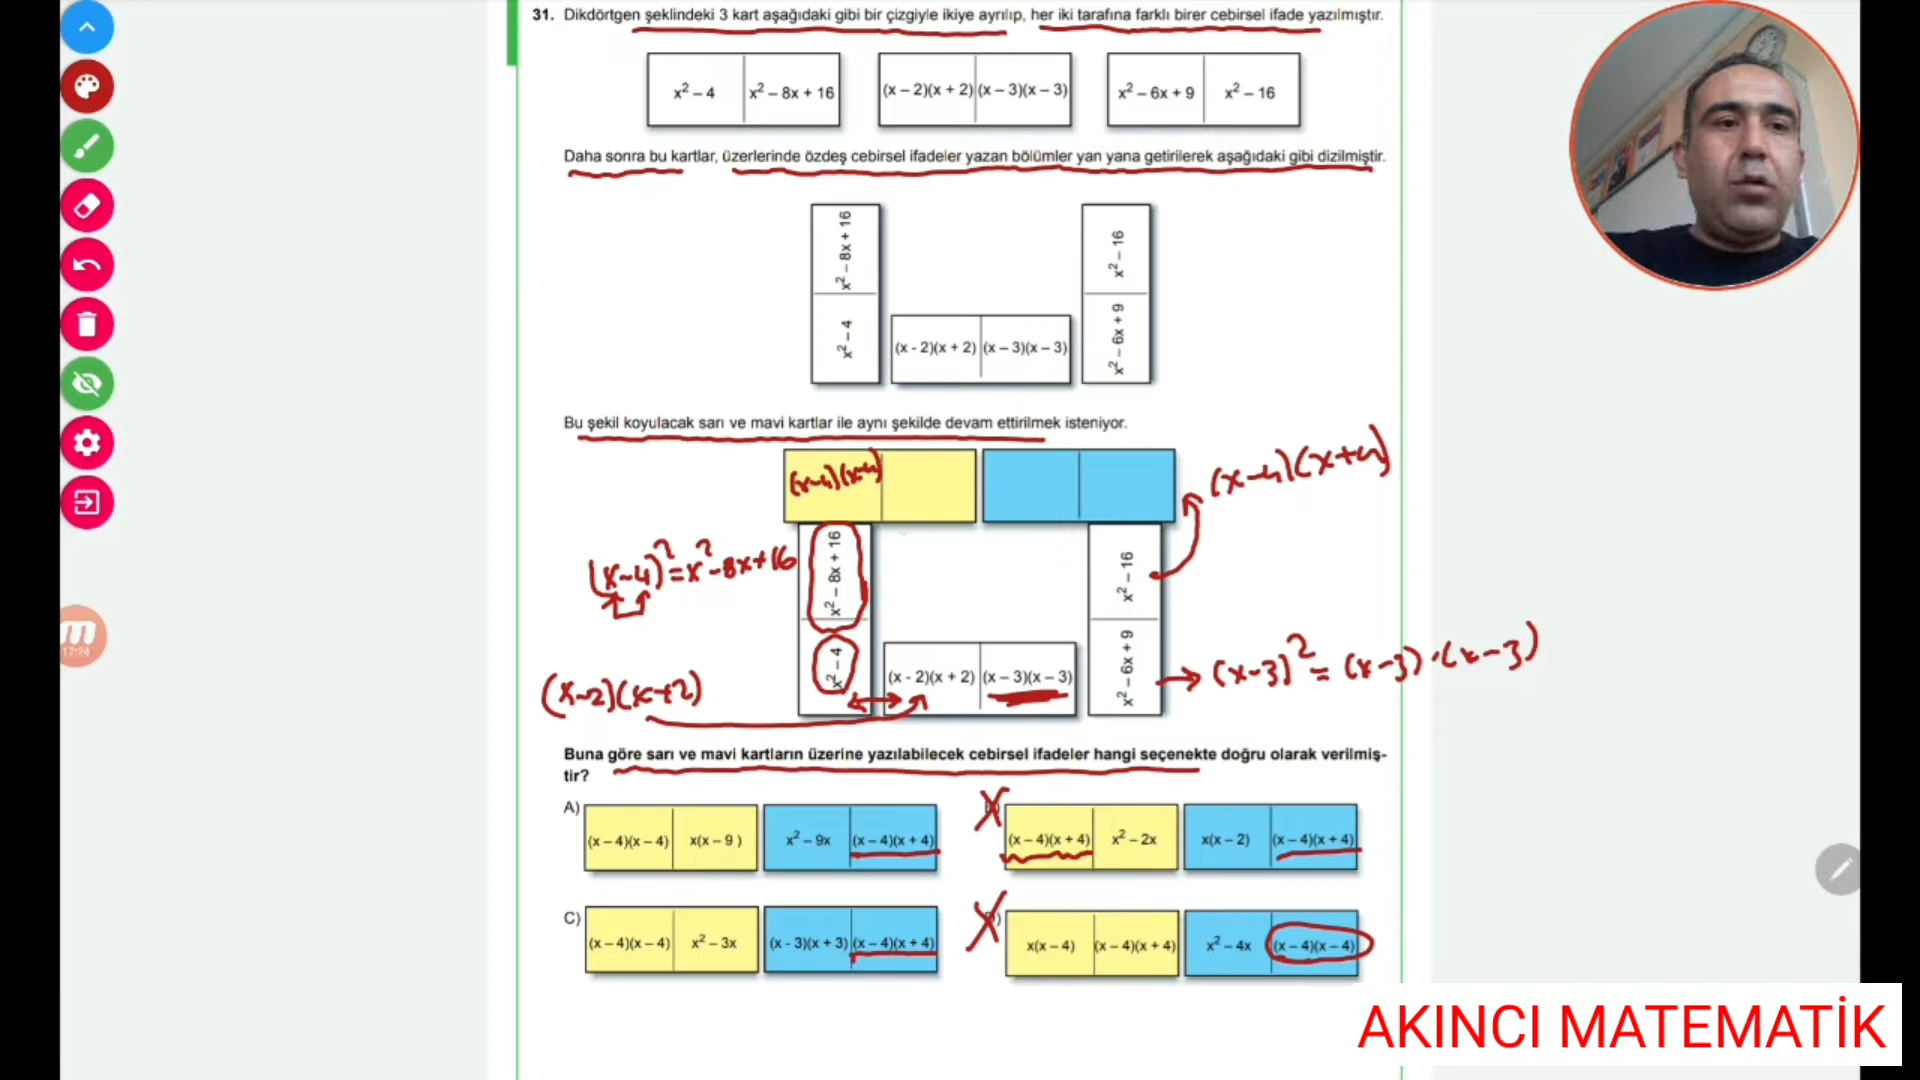 31. Dikdörtgen şeklindeki 3 kart aşağıdaki gibi bir çizgiyle ikiye ayrılıp, her iki tarafına farklı birer cebirsel ifade yazılmıştır.
x² – 4
x² – 8x + 16
(x – 2)(x + 2)
(x – 3)(x – 3)
x² – 6x + 9
x² – 16
Daha sonra bu kartlar, üzerlerinde özdeş cebirsel ifadeler yazan bölümler yan yana getirilerek aşağıdaki gibi dizilmiştir.
x² – 8x + 16
x² – 4
(x - 2)(x + 2)
(x – 3)(x – 3)
x² – 16
x² – 6x + 9
Bu şekil koyulacak sarı ve mavi kartlar ile aynı şekilde devam ettirilmek isteniyor.
(x–4)(x–4)
(x–4)(x+4)
(x–4)²=x²–8x+16
x² – 8x + 16
x² – 16
(x–2)(x+2)
x² – 4
(x - 2)(x + 2)
(x – 3)(x – 3)
x² – 6x + 9
(x–3)² = (x–3)·(x–3)
Buna göre sarı ve mavi kartların üzerine yazılabilecek cebirsel ifadeler hangi seçenekte doğru olarak verilmiş-
tir?
A)
(x – 4)(x – 4)
x(x – 9 )
x² – 9x
(x – 4)(x + 4)
(x – 4)(x + 4)
x² – 2x
x(x – 2)
(x – 4)(x + 4)
C)
(x – 4)(x – 4)
x² – 3x
(x - 3)(x + 3)
(x – 4)(x + 4)
x(x – 4)
(x – 4)(x + 4)
x² – 4x
(x – 4)(x – 4)
17:24
AKINCI MATEMATİK